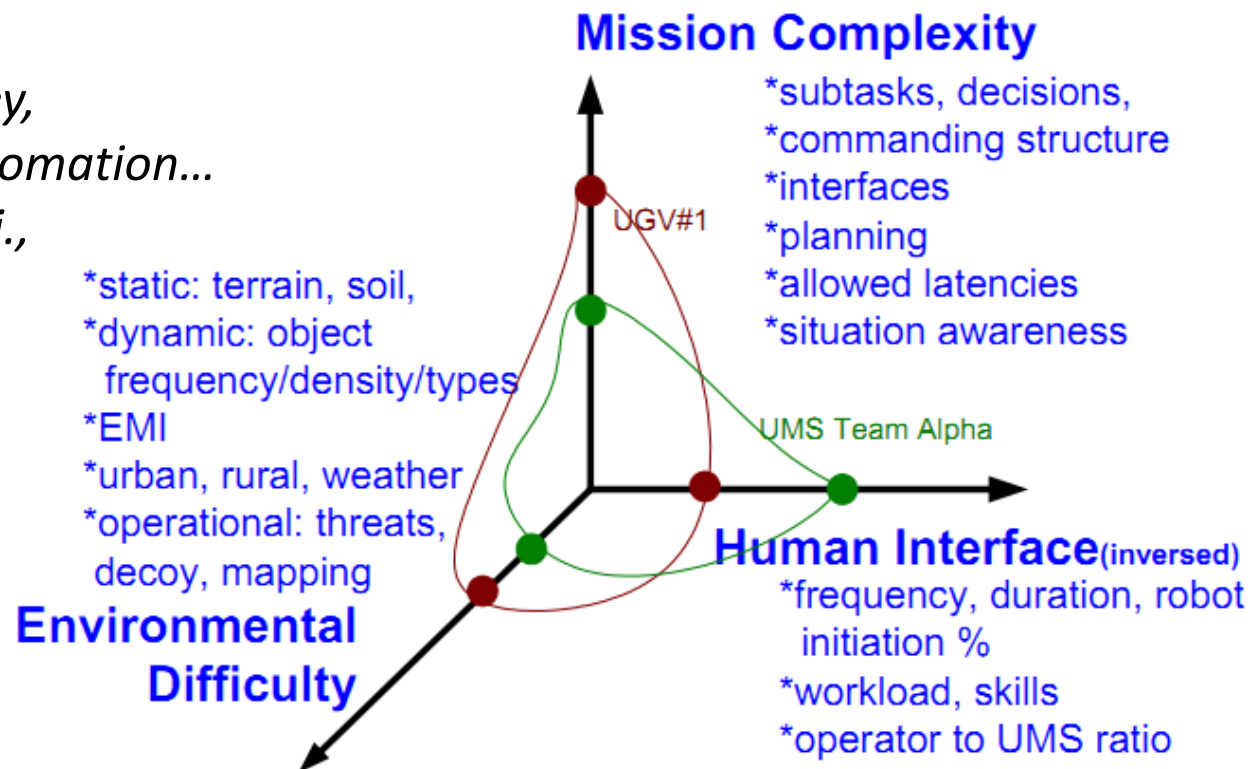 Mission Complexity
*subtasks, decisions,
*commanding structure
*interfaces
*planning
*allowed latencies
*situation awareness
omation…
UGV#1
*static: terrain, soil,
*dynamic: object
frequency/density/types
*EMI
*urban, rural, weather
*operational: threats,
decoy, mapping
Environmental
Difficulty
UMS Team Alpha
Human Interface(inversed)
*frequency, duration, robot
initiation %
*workload, skills
*operator to UMS ratio